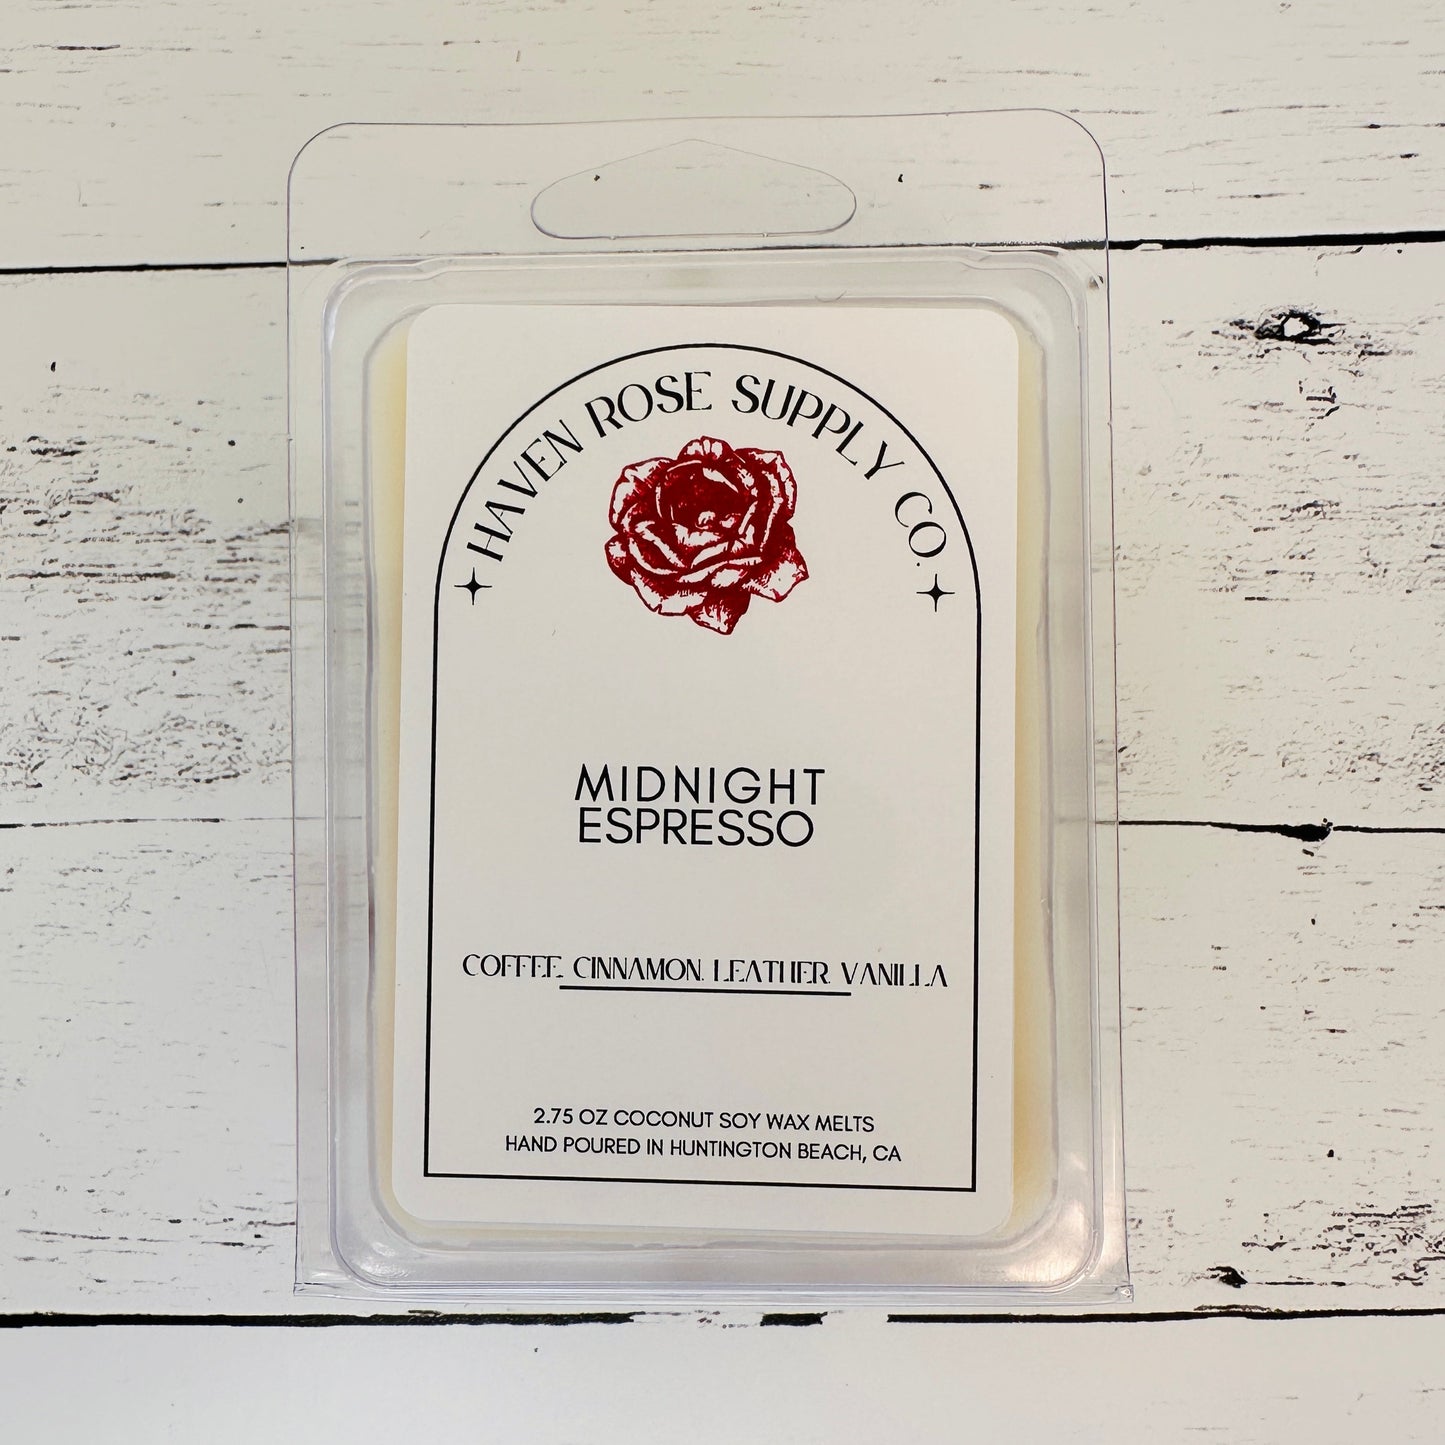 HAVEN ROSE SUPPLY CO.
MIDNIGHT
ESPRESSO
COFFEE. CINNAMON. LEATHER. VANILLA
2.75 OZ COCONUT SOY WAX MELTS
HAND POURED IN HUNTINGTON BEACH, CA